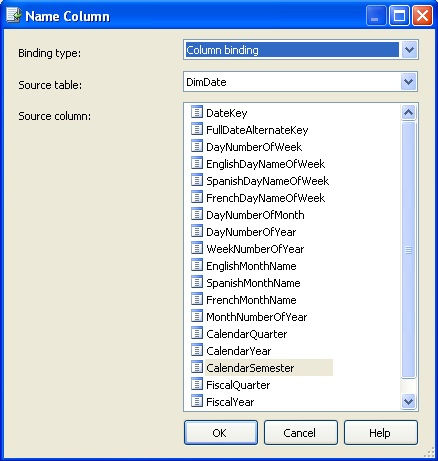 Name Column
Binding type:
Column binding
Source table:
DimDate
Source column:
DateKey
FullDateAlternateKey
DayNumberOfWeek
EnglishDayNameOfWeek
SpanishDayNameOfWeek
FrenchDayNameOfWeek
DayNumberOfMonth
DayNumberOfYear
WeekNumberOfYear
EnglishMonthName
SpanishMonthName
FrenchMonthName
MonthNumberOfYear
CalendarQuarter
CalendarYear
CalendarSemester
FiscalQuarter
FiscalYear
OK
Cancel
Help